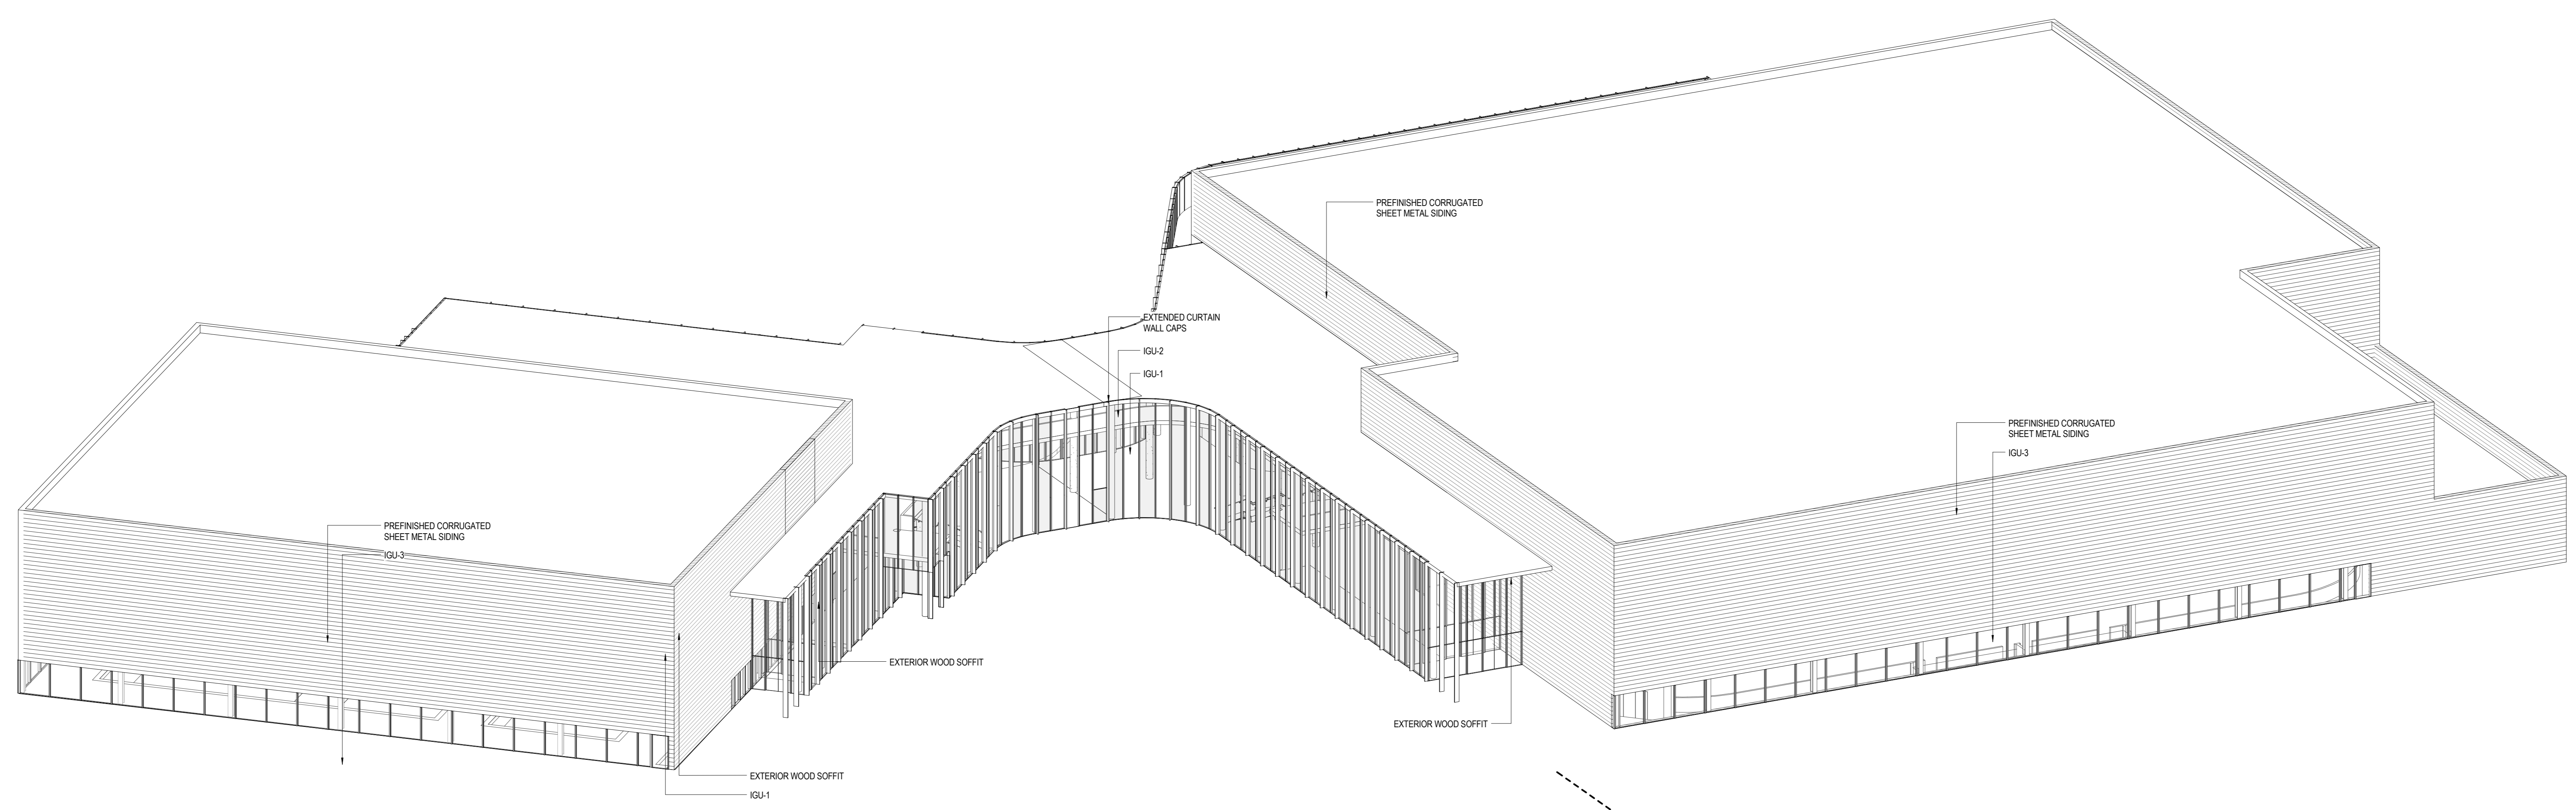 PREFINISHED CORRUGATED
SHEET METAL SIDING
EXTENDED CURTAIN
WALL CAPS
IGU-2
IGU-1
PREFINISHED CORRUGATED
SHEET METAL SIDING
IGU-3
PREFINISHED CORRUGATED
SHEET METAL SIDING
IGU-3
EXTERIOR WOOD SOFFIT
EXTERIOR WOOD SOFFIT
EXTERIOR WOOD SOFFIT
IGU-1